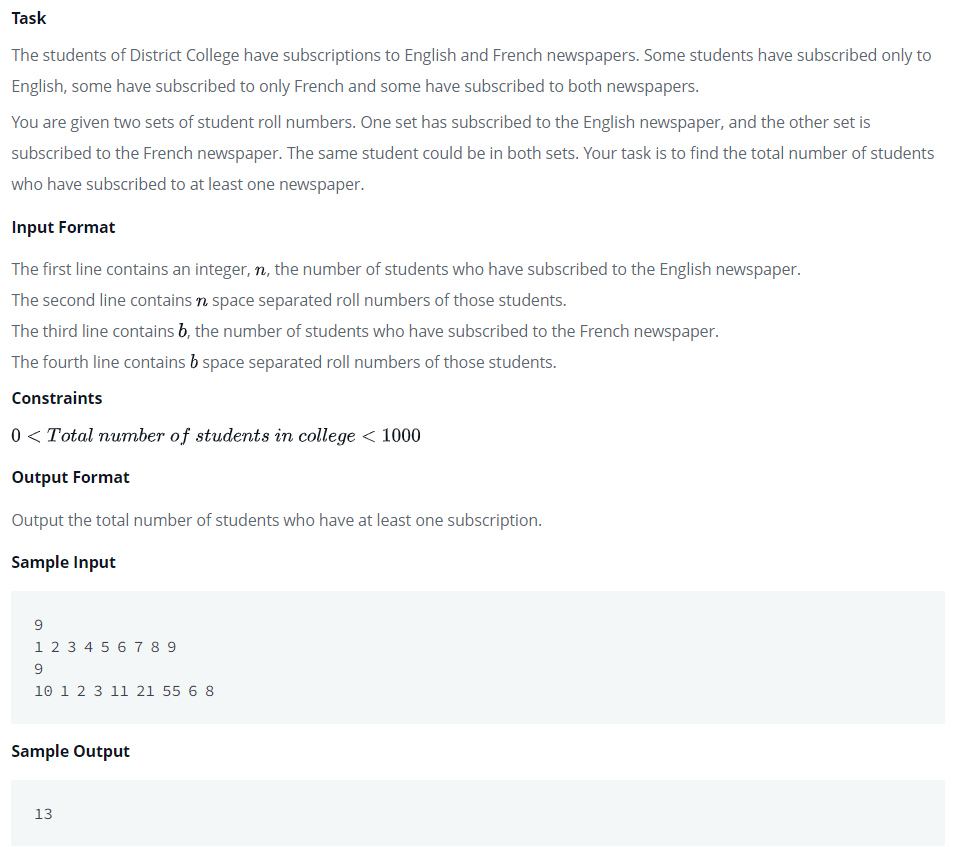 Task
The students of District College have subscriptions to English and French newspapers. Some students have subscribed only to
English, some have subscribed to only French and some have subscribed to both newspapers.
You are given two sets of student roll numbers. One set has subscribed to the English newspaper, and the other set is
subscribed to the French newspaper. The same student could be in both sets. Your task is to find the total number of students
who have subscribed to at least one newspaper.
Input Format
The first line contains an integer, n, the number of students who have subscribed to the English newspaper.
The second line contains n space separated roll numbers of those students.
The third line contains b, the number of students who have subscribed to the French newspaper.
The fourth line contains b space separated roll numbers of those students.
Constraints
0 < Total number of students in college < 1000
Output Format
Output the total number of students who have at least one subscription.
Sample Input
9
1 2 3 4 5 6 7 8 9
9
10 1 2 3 11 21 55 6 8
Sample Output
13